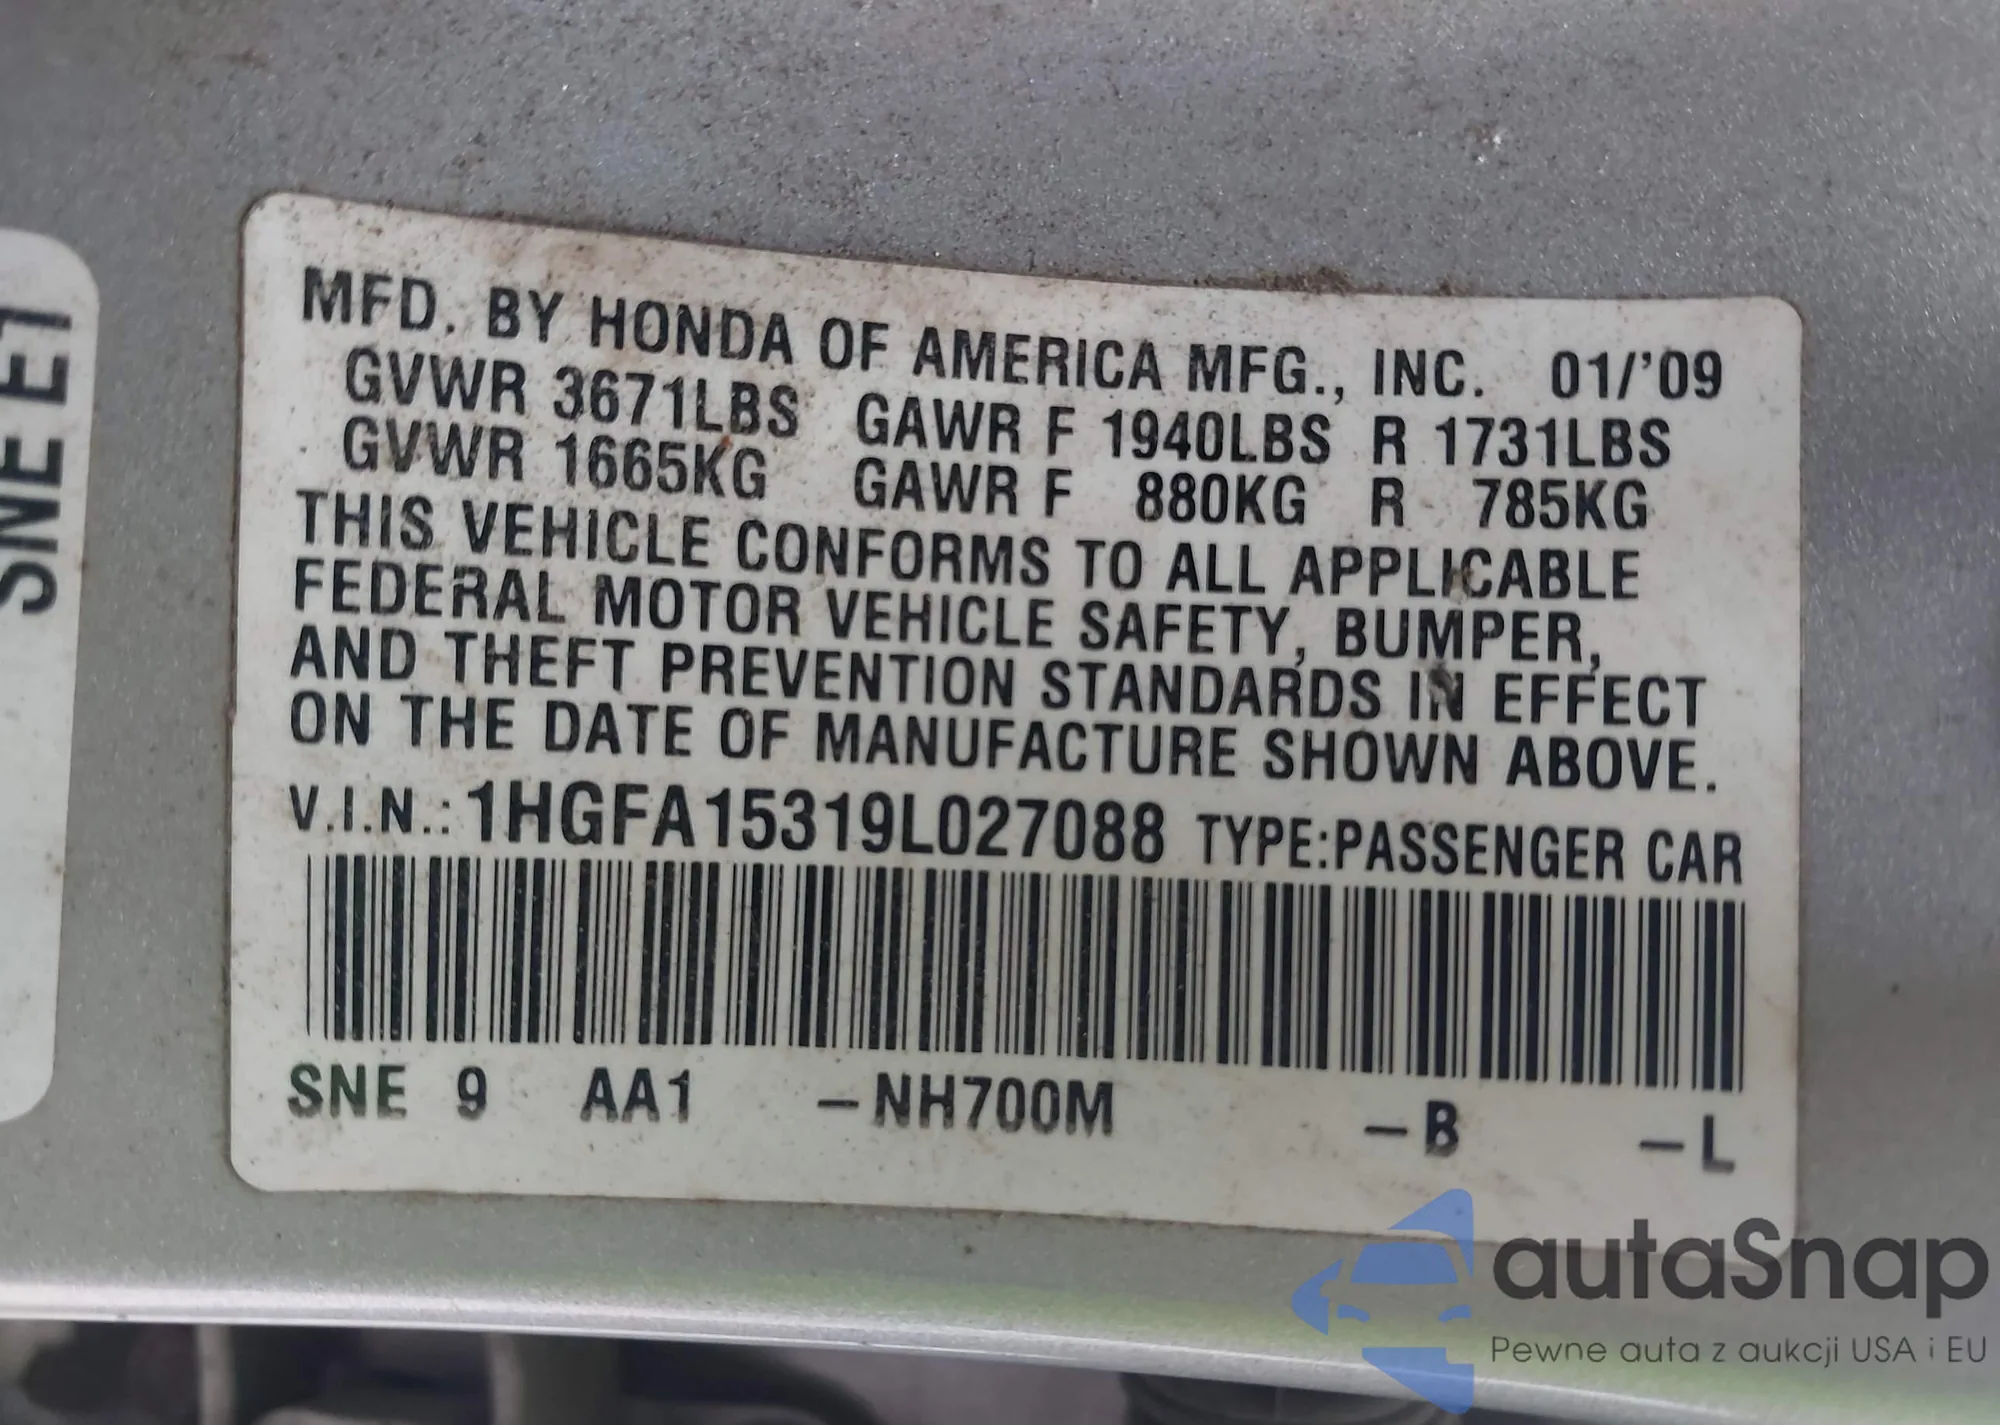 SNE E1
MFD. BY HONDA OF AMERICA MFG., INC. 01/'09
GVWR 3671LBS GAWR F 1940LBS R 1731LBS
GVWR 1665KG GAWR F 880KG R 785KG
THIS VEHICLE CONFORMS TO ALL APPLICABLE
FEDERAL MOTOR VEHICLE SAFETY, BUMPER,
AND THEFT PREVENTION STANDARDS IN EFFECT
ON THE DATE OF MANUFACTURE SHOWN ABOVE.
V.I.N.: 1HGFA15319L027088 TYPE:PASSENGER CAR
SNE 9 AA1 -NH700M -B -L
autaSnap
Pewne auta z aukcji USA i EU